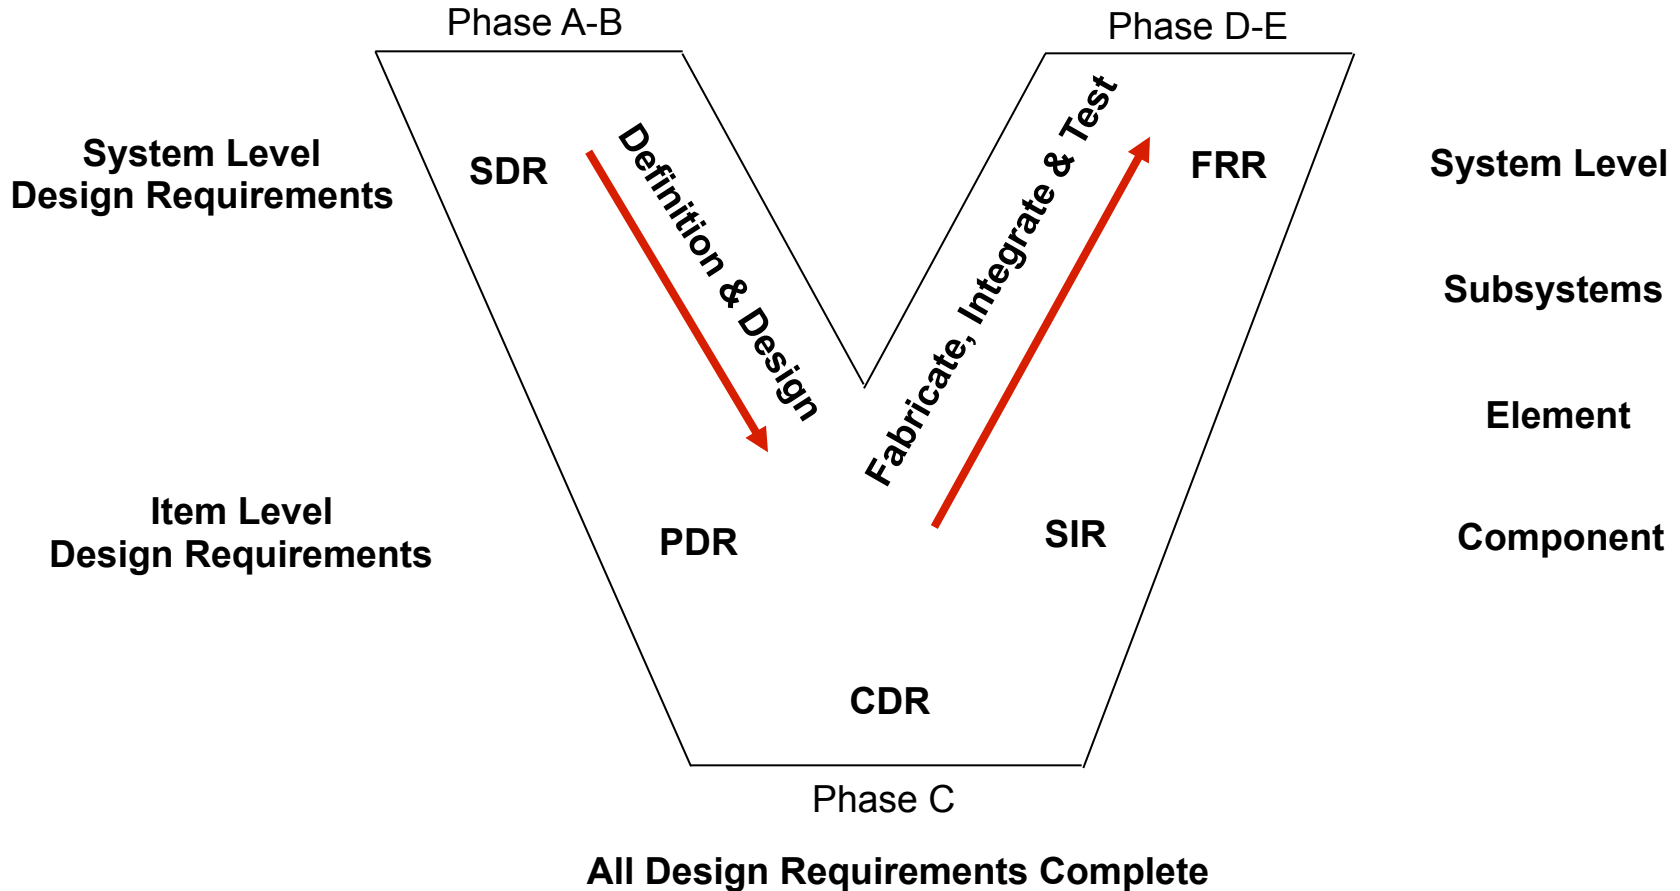 Phase A-B
Phase D-E
System Level
Design Requirements
SDR
Definition & Design
Fabricate, Integrate & Test
FRR
System Level
Subsystems
Element
Item Level
Design Requirements
PDR
SIR
Component
CDR
Phase C
All Design Requirements Complete